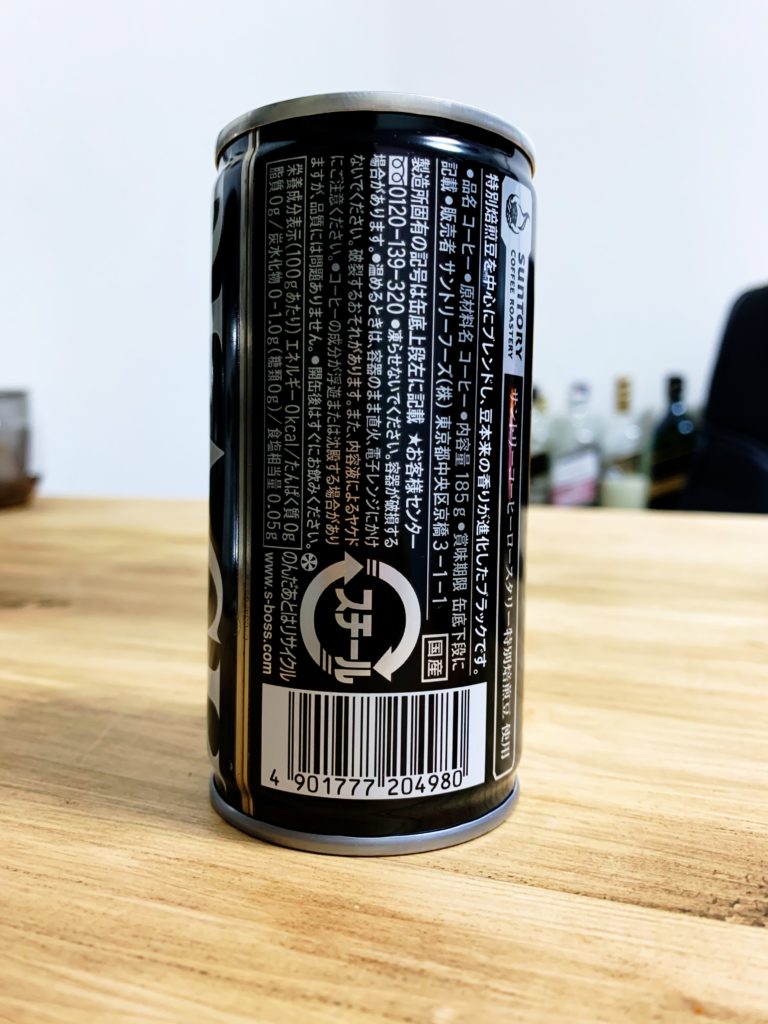 SUNTORY
COFFEE ROASTERY
サントリーコーヒーロースタリー特別焙煎豆 使用
特別焙煎豆を中心にブレンドし、豆本来の香りが進化したブラックです。
●品名 コーヒー●原材料名 コーヒー●内容量 185g●賞味期限 缶底下段に
記載●販売者 サントリーフーズ(株) 東京都中央区京橋3-1-1
国産
製造所固有の記号は缶底上段左に記載 ★お客様センター
0120-139-320 ●凍らせないでください。容器が破損する
場合があります。●温めるときは、容器のまま直火、電子レンジにかけ
ないでください。破裂するおそれがあります。また、内容液によるヤケド
にご注意ください。●コーヒーの成分が浮遊または沈殿する場合があり
ますが、品質には問題ありません。●開缶後はすぐにお飲みください。
栄養成分表示(100gあたり) エネルギー0kcal/たんぱく質0g
脂質0g/炭水化物0~1.0g(糖類0g)/食塩相当量0.05g
スチール
のんだあとはリサイクル
www.s-boss.com
4 901777 204980